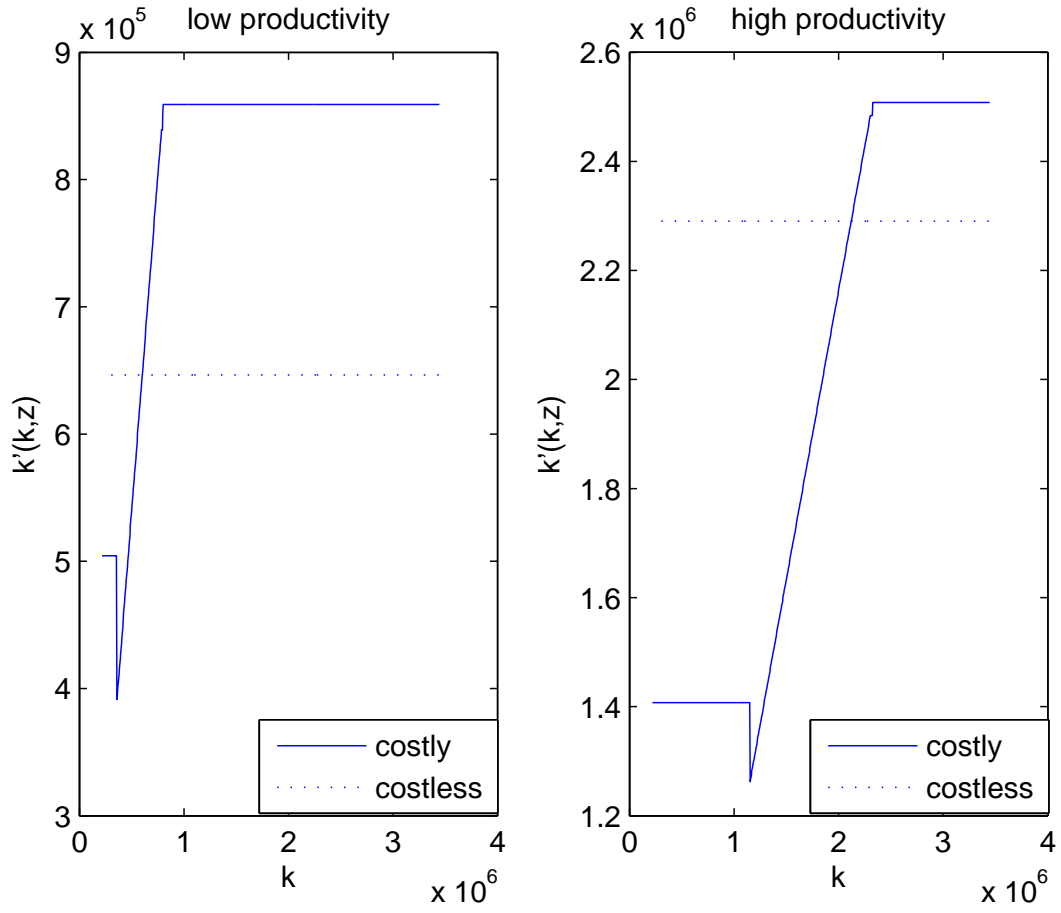 low productivity
x 10^5
9
8
7
6
5
4
3
k'(k,z)
0 1 2 3 4
k
x 10^6
costly
costless
high productivity
x 10^6
2.6
2.4
2.2
2
1.8
1.6
1.4
1.2
k'(k,z)
0 1 2 3 4
k
x 10^6
costly
costless